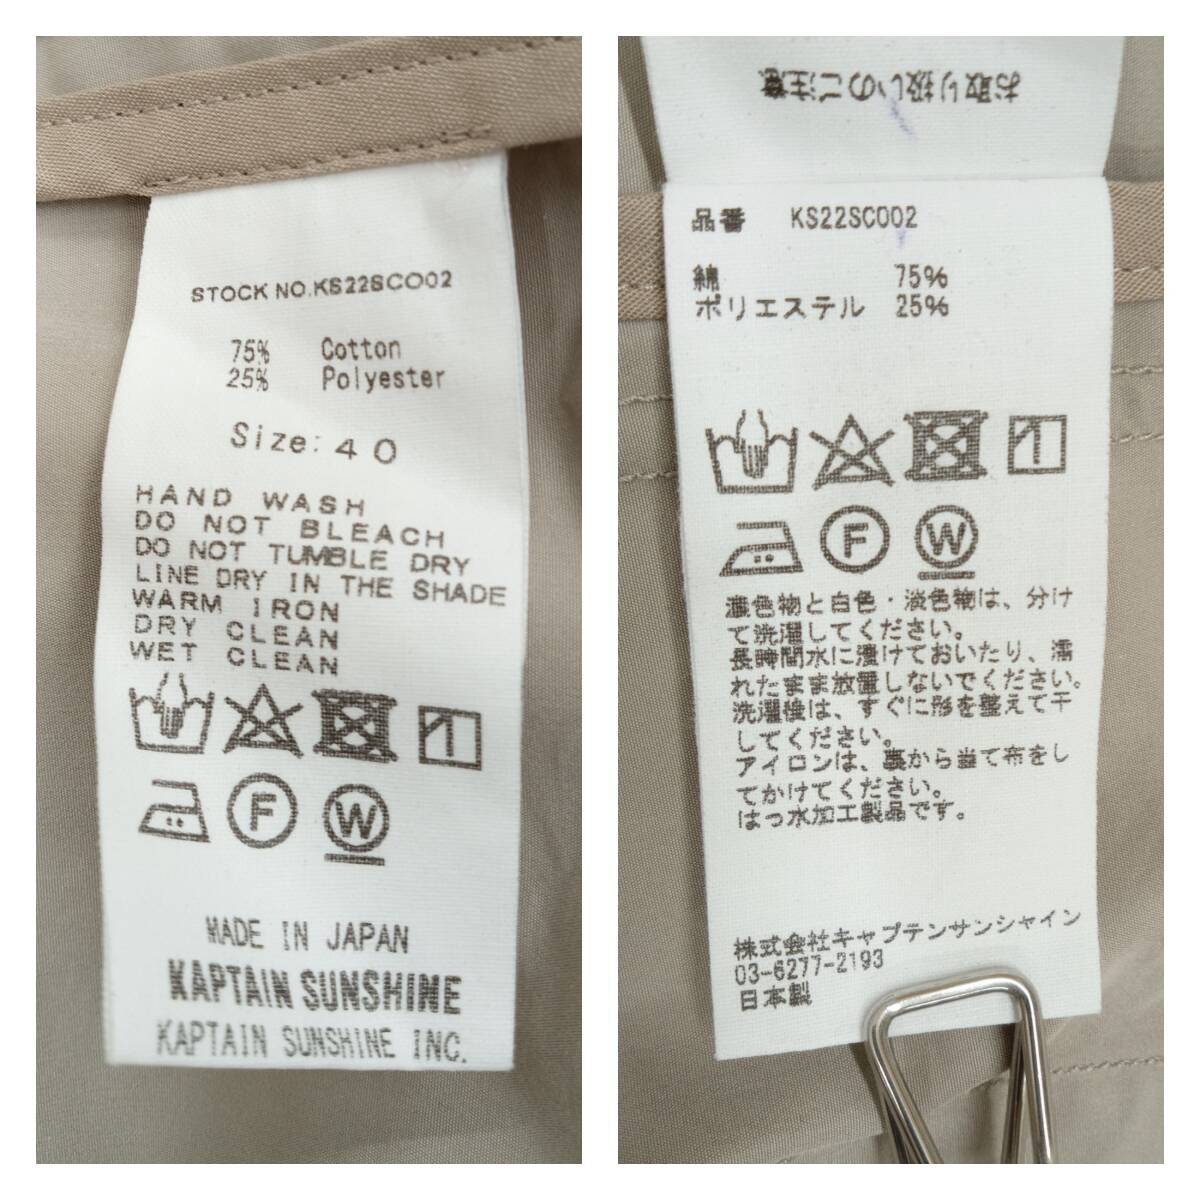 STOCK NO.KS22SCO02
75% Cotton
25% Polyester
Size: 40
HAND WASH
DO NOT BLEACH
DO NOT TUMBLE DRY
LINE DRY IN THE SHADE
WARM IRON
DRY CLEAN
WET CLEAN
F
W
MADE IN JAPAN
KAPTAIN SUNSHINE
KAPTAIN SUNSHINE INC.
お取り扱いのご注意
品番 KS22SCO02
綿 75%
ポリエステル 25%
F
W
濃色物と白色・淡色物は、分け
て洗濯してください。
長時間水に漬けておいたり、濡
れたまま放置しないでください。
洗濯後は、すぐに形を整えて干
してください。
アイロンは、裏から当て布をし
てかけてください。
はっ水加工製品です。
株式会社キャプテンサンシャイン
03-6277-2193
日本製